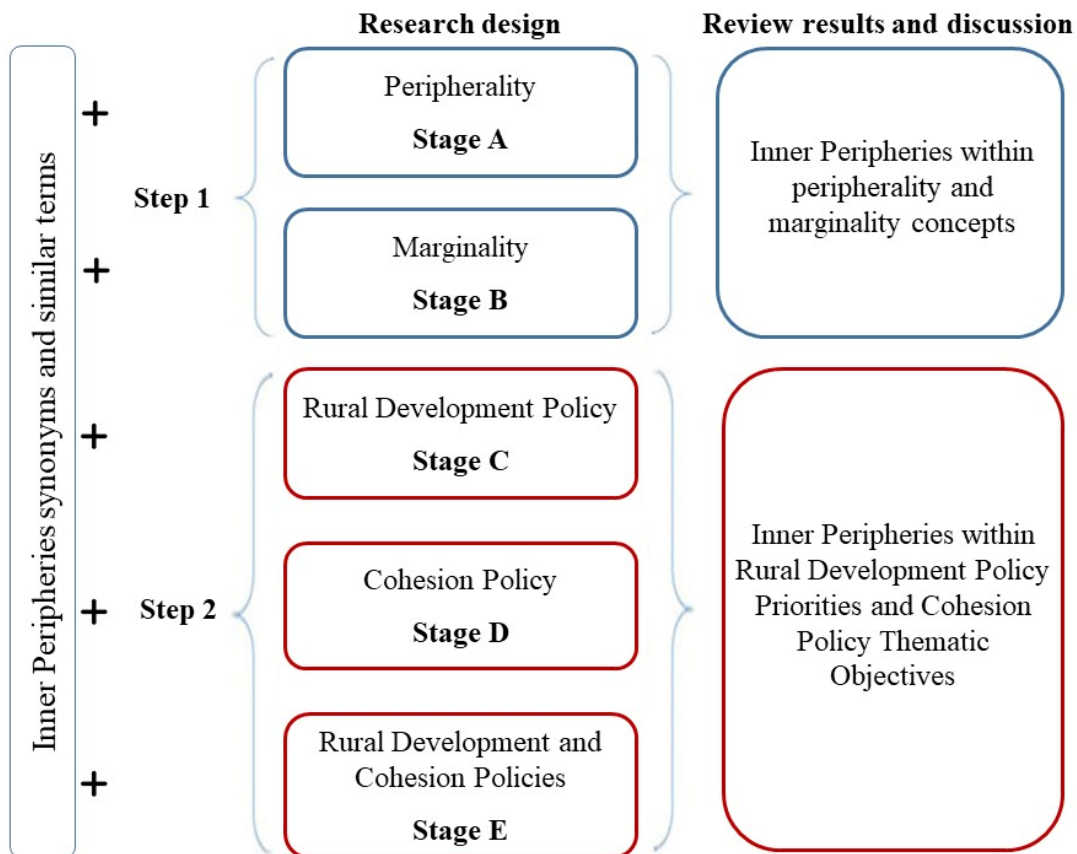 Research design
Review results and discussion
Inner Peripheries synonyms and similar terms
+
+
+
+
+
Step 1
Peripherality
Stage A
Marginality
Stage B
Inner Peripheries within
peripherality and
marginality concepts
Step 2
Rural Development Policy
Stage C
Cohesion Policy
Stage D
Rural Development and
Cohesion Policies
Stage E
Inner Peripheries within
Rural Development Policy
Priorities and Cohesion
Policy Thematic
Objectives